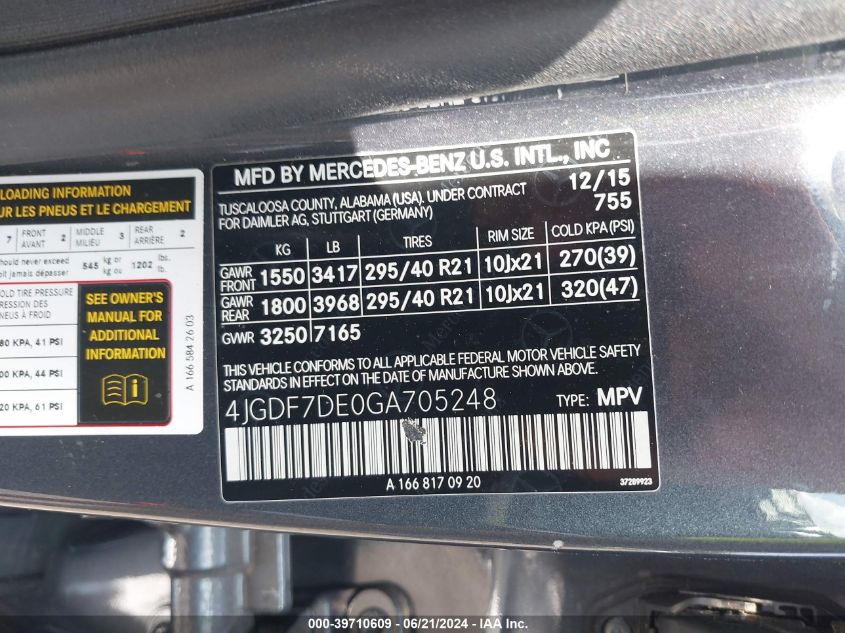 LOADING INFORMATION
UR LES PNEUS ET LE CHARGEMENT
7 FRONT AVANT 2 MIDDLE MILIEU 3 REAR ARRIÈRE 2
should never exceed 545 kg or 1202 lbs. or
oit jamais dépasser kg ou lb.
OLD TIRE PRESSURE
RESSION DES
NEUS À FROID
80 KPA, 41 PSI
00 KPA, 44 PSI
20 KPA, 61 PSI
SEE OWNER'S
MANUAL FOR
ADDITIONAL
INFORMATION
A 166 584 26 03
MFD BY MERCEDES-BENZ U.S. INTL., INC
TUSCALOOSA COUNTY, ALABAMA (USA). UNDER CONTRACT 12/15
FOR DAIMLER AG, STUTTGART (GERMANY) 755
KG LB TIRES RIM SIZE COLD KPA (PSI)
GAWR FRONT 1550 3417 295/40 R21 10Jx21 270(39)
GAWR REAR 1800 3968 295/40 R21 10Jx21 320(47)
GVWR 3250 7165
THIS VEHICLE CONFORMS TO ALL APPLICABLE FEDERAL MOTOR VEHICLE SAFETY
STANDARDS IN EFFECT ON THE DATE OF MANUFACTURE SHOWN ABOVE.
4JGDF7DE0GA705248 TYPE: MPV
A 166 817 09 20
37289923
000-39710609 - 06/21/2024 - IAA Inc.